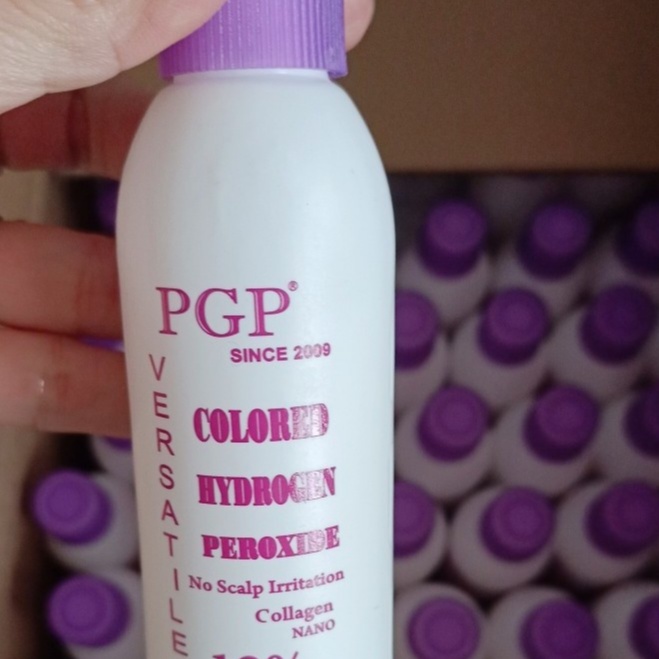 PGP®
SINCE 2009
VERSATILE
COLORED
HYDROGEN
PEROXIDE
No Scalp Irritation
Collagen
NANO